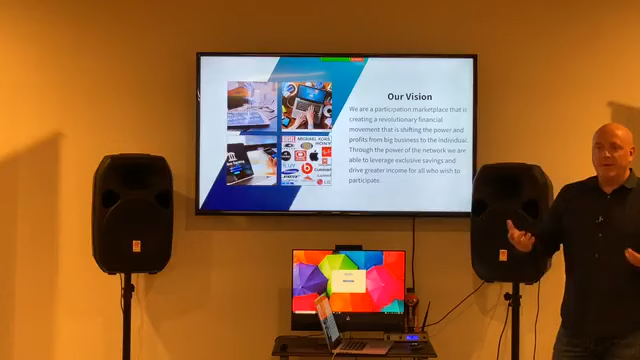 Our Vision
We are a participation marketplace that is
creating a revolutionary financial
movement that is shifting the power and
profits from big business to the individual.
Through the power of the network we are
able to leverage exclusive savings and
drive greater income for all who wish to
participate.
MICHAEL KORS
beats
LG